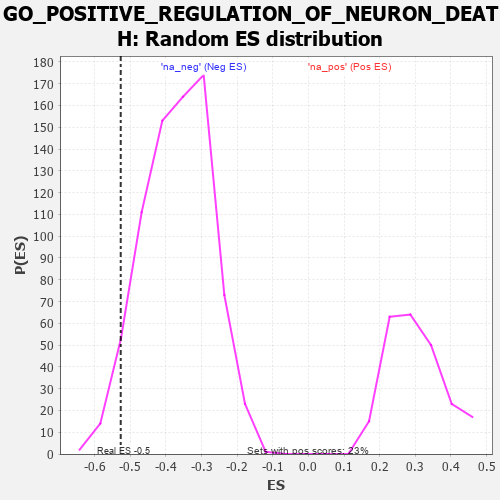 GO_POSITIVE_REGULATION_OF_NEURON_DEAT
H: Random ES distribution
'na_neg' (Neg ES)
'na_pos' (Pos ES)
180
170
160
150
140
130
120
110
100
90
80
70
60
50
40
30
20
10
0
P(ES)
Real ES -0.5
Sets with pos scores: 23%
-0.6 -0.5 -0.4 -0.3 -0.2 -0.1 0.0 0.1 0.2 0.3 0.4 0.5
ES